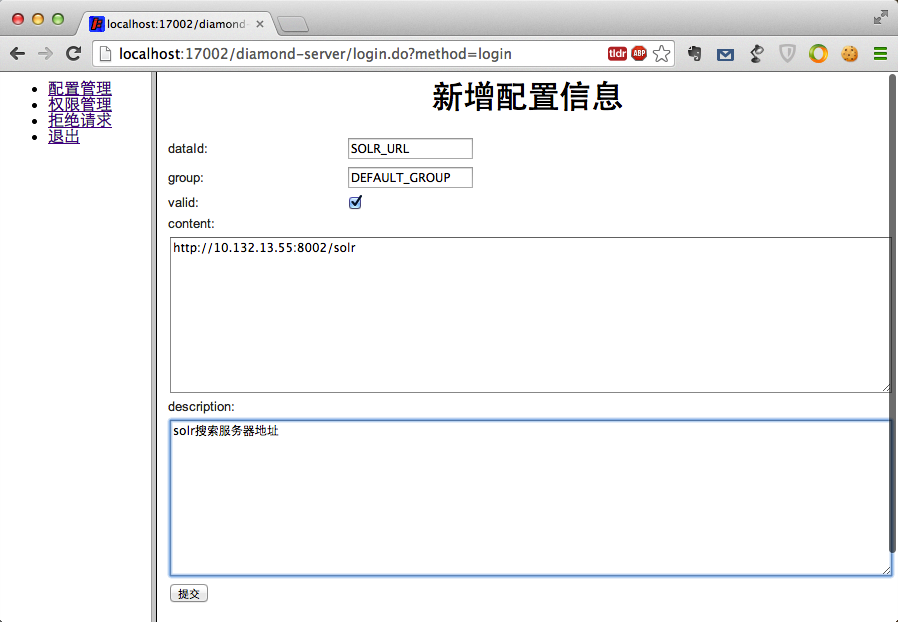 localhost:17002/diamond-
localhost:17002/diamond-server/login.do?method=login
tldr
ABP
配置管理
权限管理
拒绝请求
退出
新增配置信息
dataId:
SOLR_URL
group:
DEFAULT_GROUP
valid:
content:
http://10.132.13.55:8002/solr
description:
solr搜索服务器地址
提交